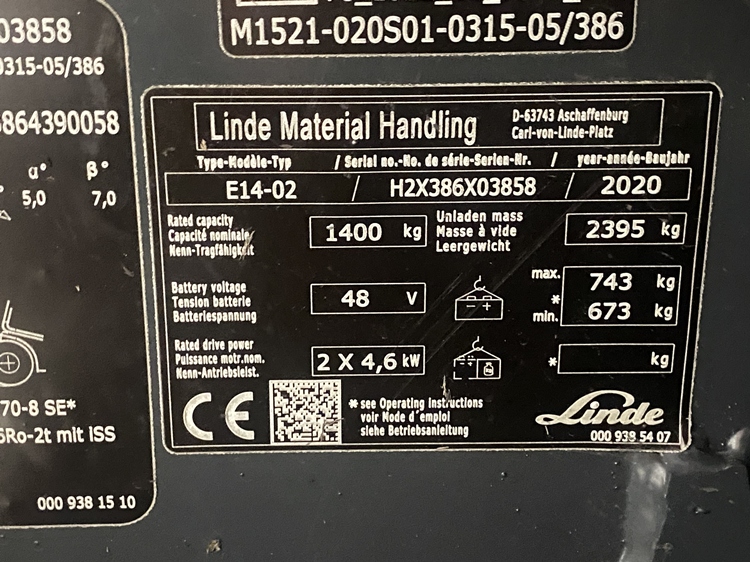 03858
0315-05/386
864390058
α° β°
5,0 7,0
70-8 SE*
6Ro-2t mit iSS
000 938 15 10
M1521-020S01-0315-05/386
Linde Material Handling
D-63743 Aschaffenburg
Carl-von-Linde-Platz
Type-Modèle-Typ / Serial no.-No. de série-Serien-Nr. / year-année-Baujahr
E14-02 / H2X386X03858 / 2020
Rated capacity
Capacité nominale
Nenn-Tragfähigkeit
1400 kg
Unladen mass
Masse à vide
Leergewicht
2395 kg
Battery voltage
Tension batterie
Batteriespannung
48 V
- +
max. 743 kg
*
min. 673 kg
Rated drive power
Puissance motr.nom.
Nenn-Antriebsleist.
2 X 4,6 kW
- +
kg
* kg
CE
* see Operating Instructions
voir Mode d'emploi
siehe Betriebsanleitung
Linde
000 938 54 07